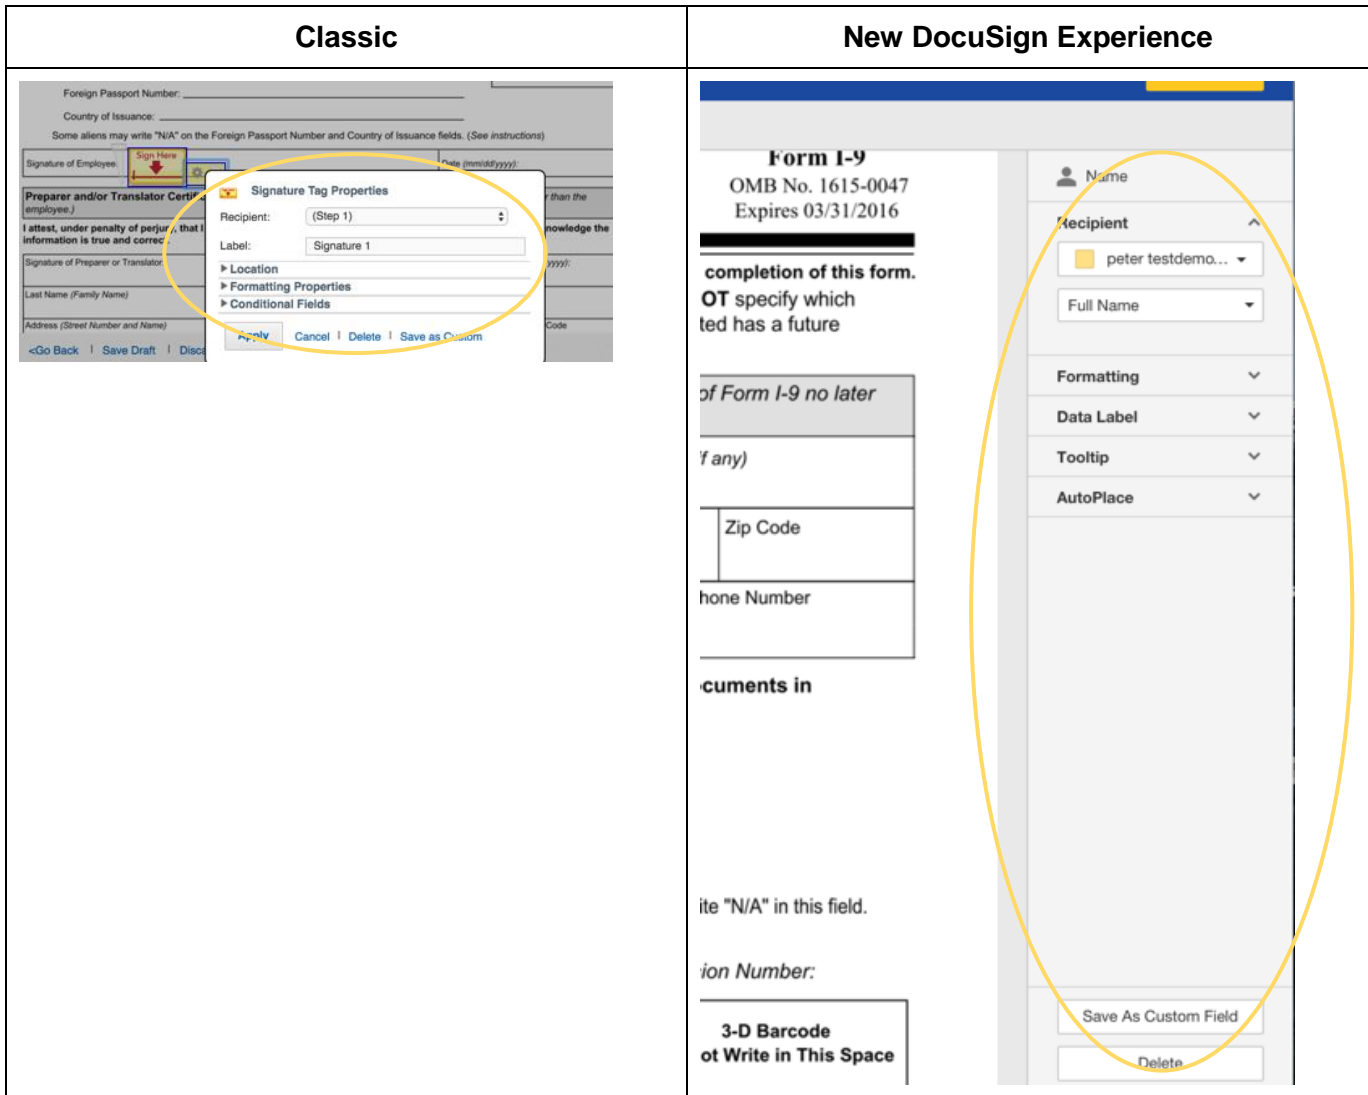 Classic
New DocuSign Experience
Foreign Passport Number:
Country of Issuance:
Some aliens may write "N/A" on the Foreign Passport Number and Country of Issuance fields. (See instructions)
Signature of Employee:
Sign Here
Date (mm/dd/yyyy):
Preparer and/or Translator
than the
employee.)
I attest, under penalty of perjury, that I
nowledge the
information is true and correct.
Signature of Preparer or Translator:
yyyy):
Last Name (Family Name)
Address (Street Number and Name)
Code
<Go Back | Save Draft |
Signature Tag Properties
Recipient: (Step 1)
Label: Signature 1
Location
Formatting Properties
Conditional Fields
Apply Cancel | Delete | Save as Custom
Form I-9
OMB No. 1615-0047
Expires 03/31/2016
completion of this form.
OT specify which
ted has a future
of Form I-9 no later
if any)
Zip Code
hone Number
cuments in
ite "N/A" in this field.
ion Number:
3-D Barcode
ot Write in This Space
Name
Recipient
peter testdemo...
Full Name
Formatting
Data Label
Tooltip
AutoPlace
Save As Custom Field
Delete